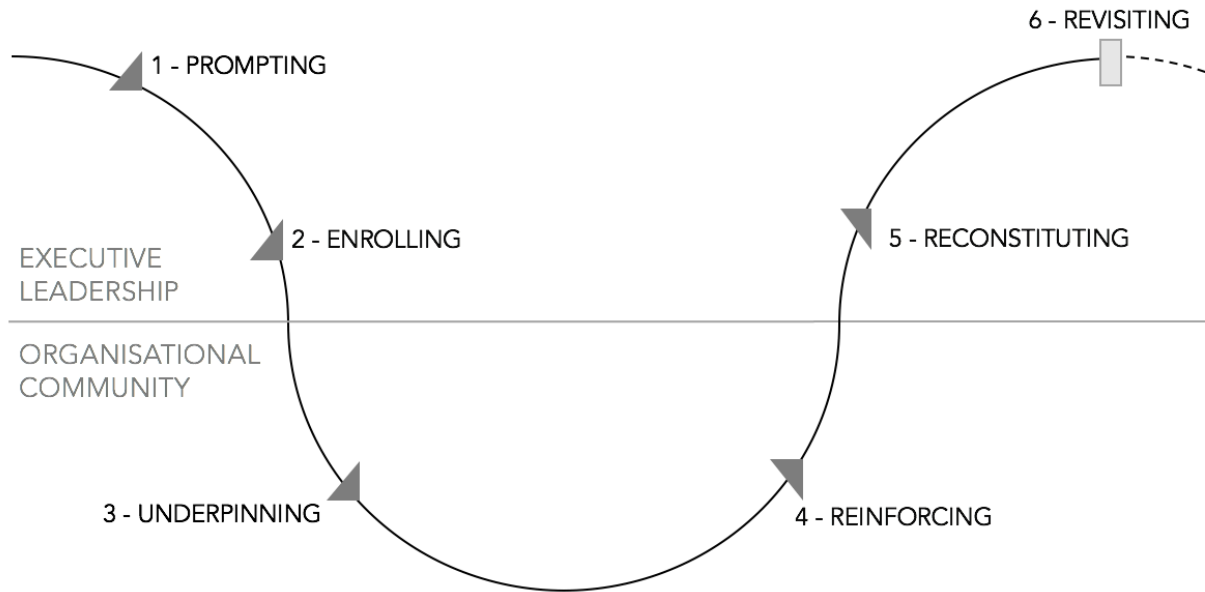 6 - REVISITING
1 - PROMPTING
2 - ENROLLING
5 - RECONSTITUTING
EXECUTIVE
LEADERSHIP
ORGANISATIONAL
COMMUNITY
3 - UNDERPINNING
4 - REINFORCING